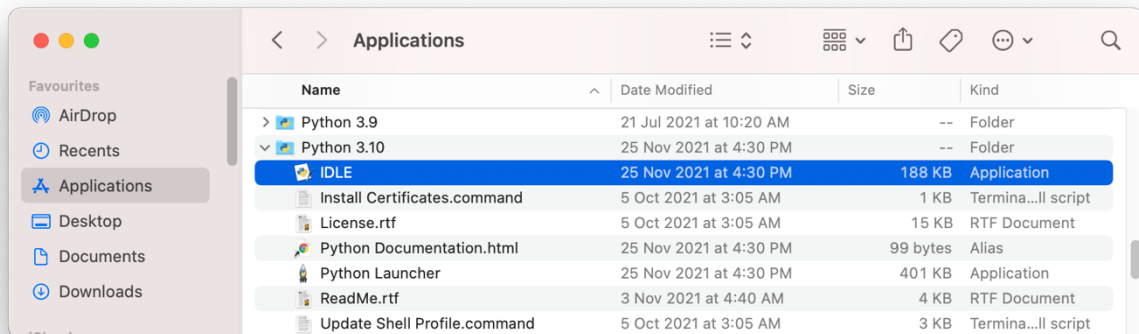 Applications
Name Date Modified Size Kind
Favourites
AirDrop
Recents
Applications
Desktop
Documents
Downloads
Python 3.9 21 Jul 2021 at 10:20 AM -- Folder
Python 3.10 25 Nov 2021 at 4:30 PM -- Folder
IDLE 25 Nov 2021 at 4:30 PM 188 KB Application
Install Certificates.command 5 Oct 2021 at 3:05 AM 1 KB Termina...ll script
License.rtf 5 Oct 2021 at 3:05 AM 15 KB RTF Document
Python Documentation.html 25 Nov 2021 at 4:30 PM 99 bytes Alias
Python Launcher 25 Nov 2021 at 4:30 PM 401 KB Application
ReadMe.rtf 3 Nov 2021 at 4:40 AM 4 KB RTF Document
Update Shell Profile.command 5 Oct 2021 at 3:05 AM 3 KB Termina...ll script